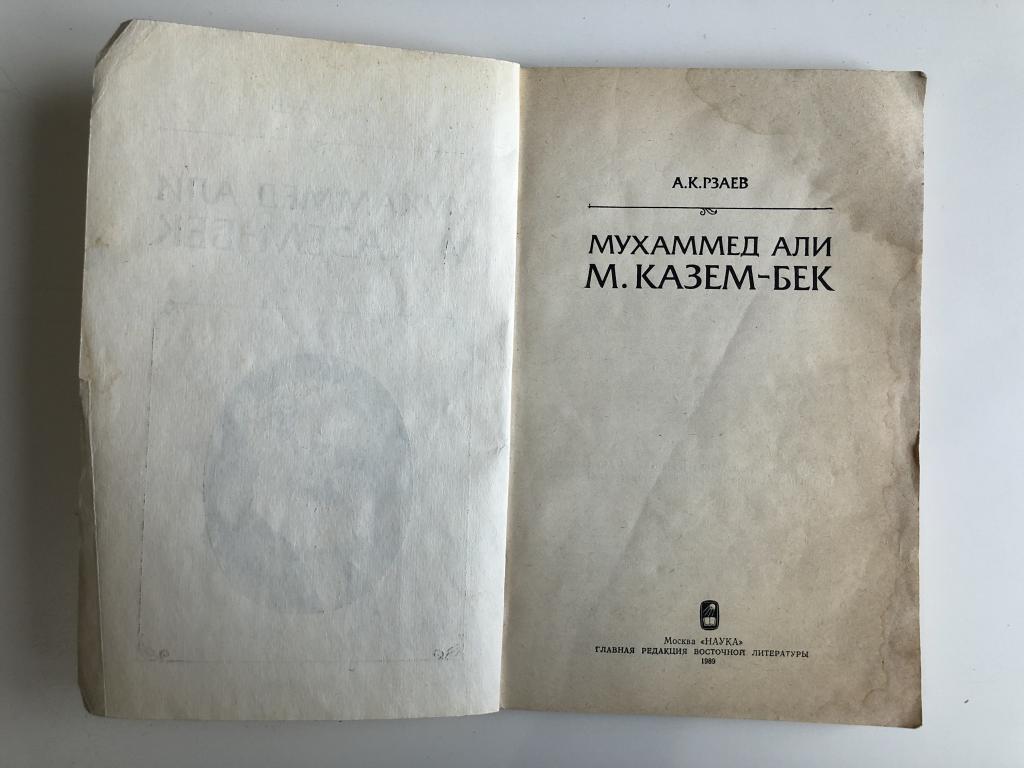 А.К.РЗАЕВ
МУХАММЕД АЛИ
М. КАЗЕМ-БЕК
Москва «НАУКА»
ГЛАВНАЯ РЕДАКЦИЯ ВОСТОЧНОЙ ЛИТЕРАТУРЫ
1989